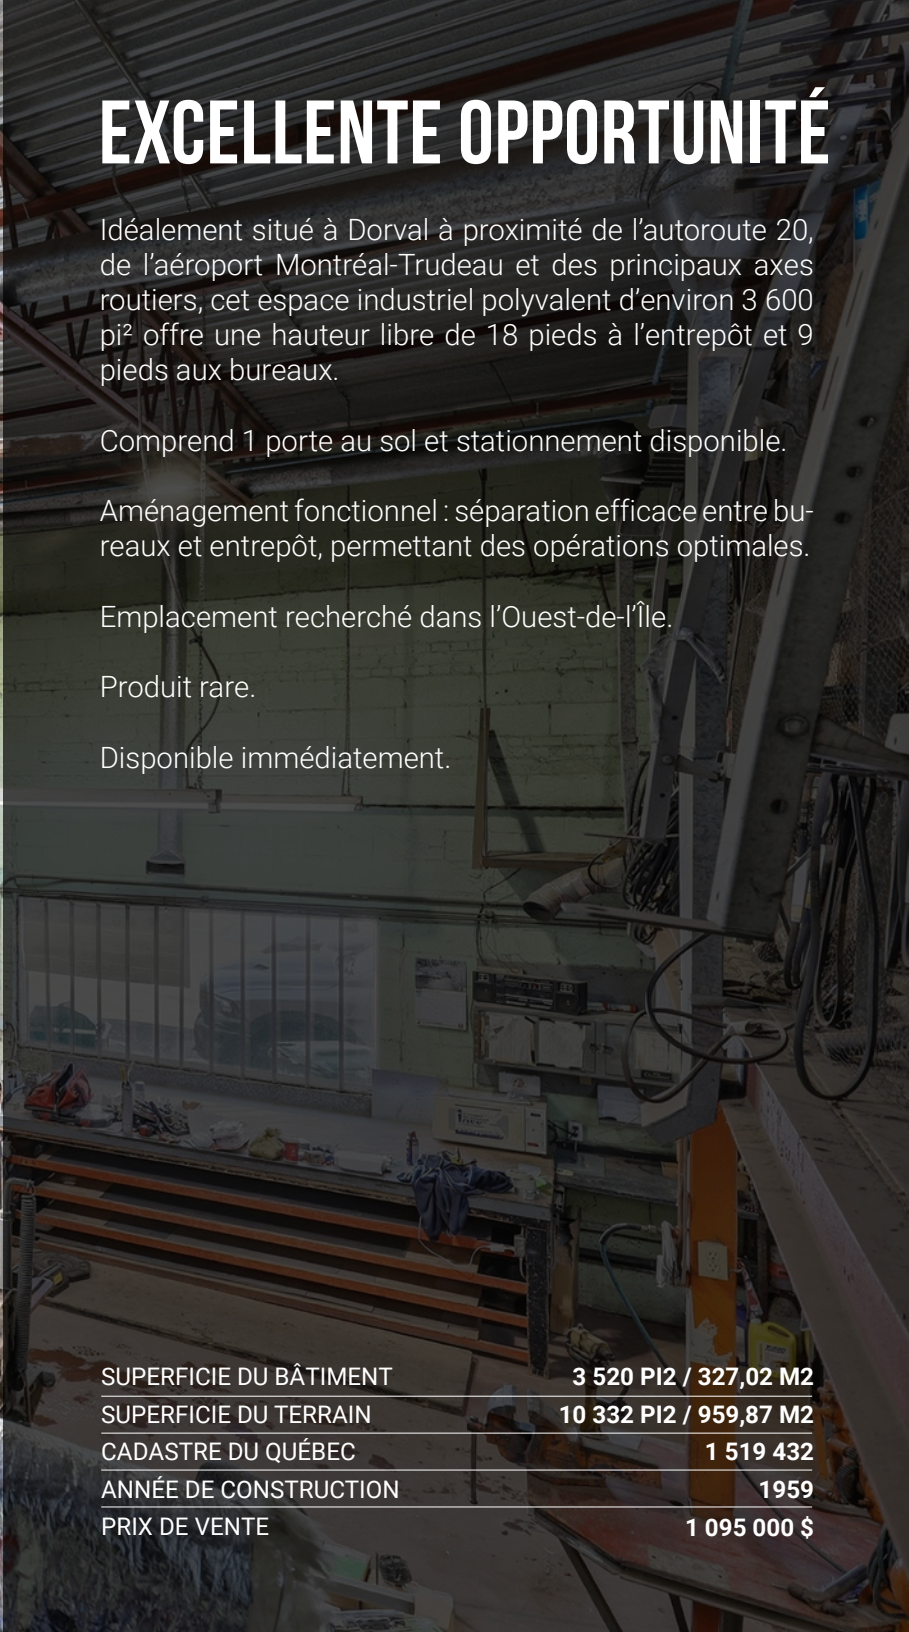 EXCELLENTE OPPORTUNITÉ
Idéalement situé à Dorval à proximité de l’autoroute 20,
de l’aéroport Montréal-Trudeau et des principaux axes
routiers, cet espace industriel polyvalent d’environ 3 600
pi² offre une hauteur libre de 18 pieds à l’entrepôt et 9
pieds aux bureaux.
Comprend 1 porte au sol et stationnement disponible.
Aménagement fonctionnel : séparation efficace entre bu-
reaux et entrepôt, permettant des opérations optimales.
Emplacement recherché dans l’Ouest-de-l’Île.
Produit rare.
Disponible immédiatement.
SUPERFICIE DU BÂTIMENT 3 520 PI2 / 327,02 M2
SUPERFICIE DU TERRAIN 10 332 PI2 / 959,87 M2
CADASTRE DU QUÉBEC 1 519 432
ANNÉE DE CONSTRUCTION 1959
PRIX DE VENTE 1 095 000 $